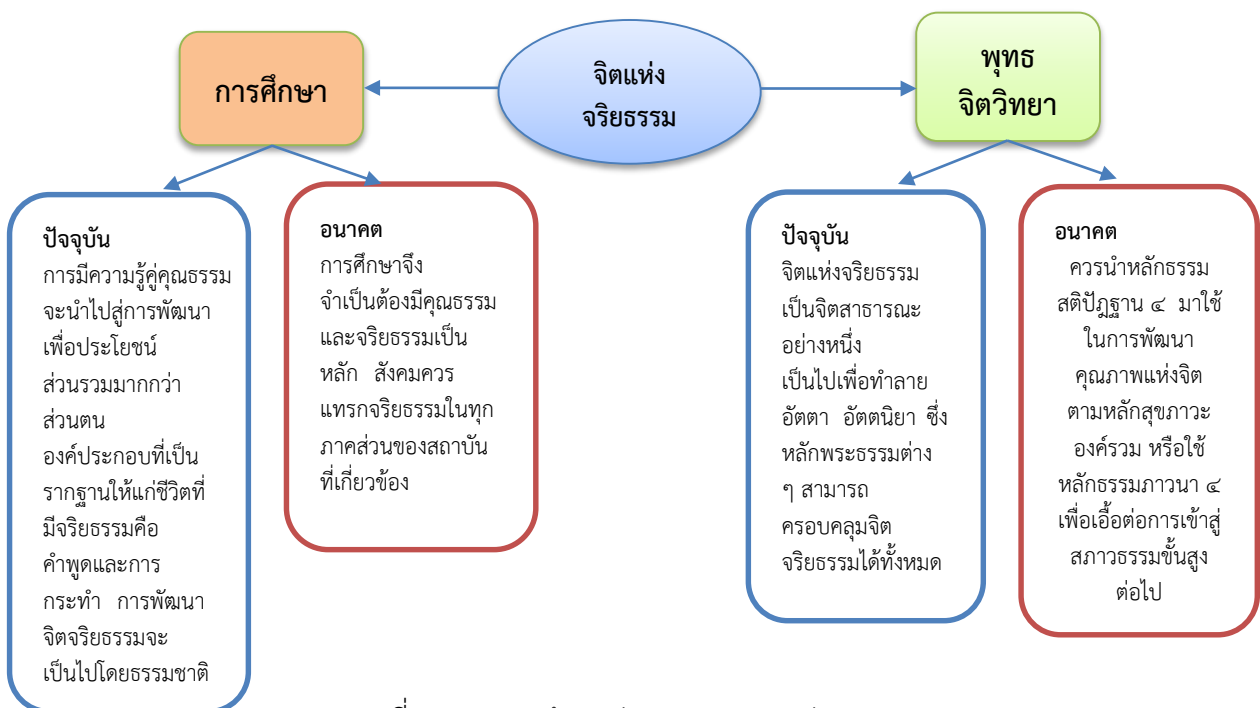 จิตแห่ง
จริยธรรม
การศึกษา
พุทธ
จิตวิทยา
ปัจจุบัน
การมีความรู้คู่คุณธรรม
จะนำไปสู่การพัฒนา
เพื่อประโยชน์
ส่วนรวมมากกว่า
ส่วนตน
องค์ประกอบที่เป็น
รากฐานให้แก่ชีวิตที่
มีจริยธรรมคือ
คำพูดและการ
กระทำ การพัฒนา
จิตจริยธรรมจะ
เป็นไปโดยธรรมชาติ
อนาคต
การศึกษาจึง
จำเป็นต้องมีคุณธรรม
และจริยธรรมเป็น
หลัก สังคมควร
แทรกจริยธรรมในทุก
ภาคส่วนของสถาบัน
ที่เกี่ยวข้อง
ปัจจุบัน
จิตแห่งจริยธรรม
เป็นจิตสาธารณะ
อย่างหนึ่ง
เป็นไปเพื่อทำลาย
อัตตา อัตตนิยา ซึ่ง
หลักพระธรรมต่าง
ๆ สามารถ
ครอบคลุมจิต
จริยธรรมได้ทั้งหมด
อนาคต
ควรนำหลักธรรม
สติปัฏฐาน ๔ มาใช้
ในการพัฒนา
คุณภาพแห่งจิต
ตามหลักสุขภาวะ
องค์รวม หรือใช้
หลักธรรมภาวนา ๔
เพื่อเอื้อต่อการเข้าสู่
สภาวธรรมขั้นสูง
ต่อไป